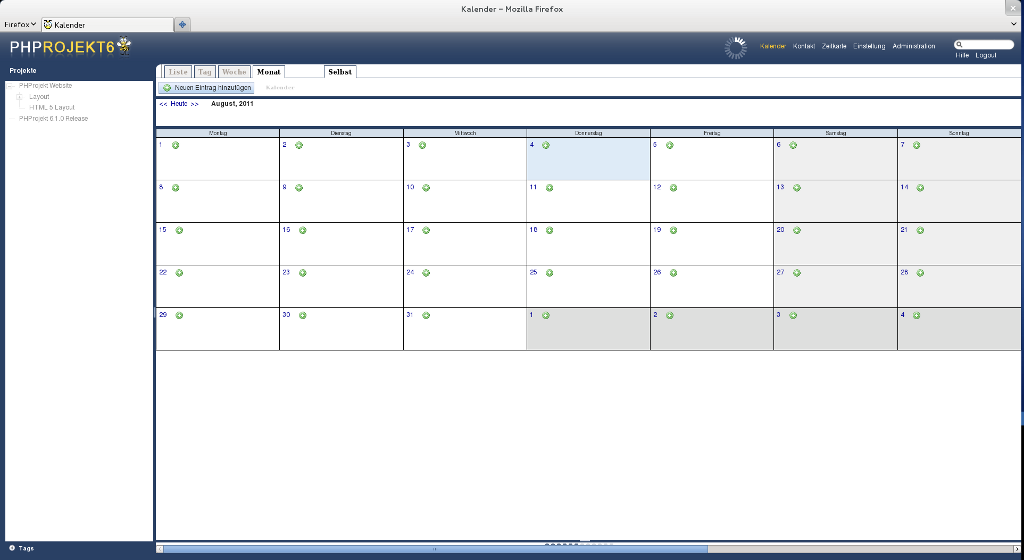 Kalender – Mozilla Firefox
Firefox
Kalender
PHPROJEKT6
Kalender Kontakt Zeitkarte Einstellung Administration
Hilfe Logout
Projekte
PHProjekt Website
Layout
HTML 5 Layout
PHProjekt 6.1.0 Release
Liste Tag Woche Monat Selbst
Neuen Eintrag hinzufügen Kalender
<< Heute >> August, 2011
Montag Dienstag Mittwoch Donnerstag Freitag Samstag Sonntag
1 2 3 4 5 6 7
8 9 10 11 12 13 14
15 16 17 18 19 20 21
22 23 24 25 26 27 28
29 30 31 1 2 3 4
Tags